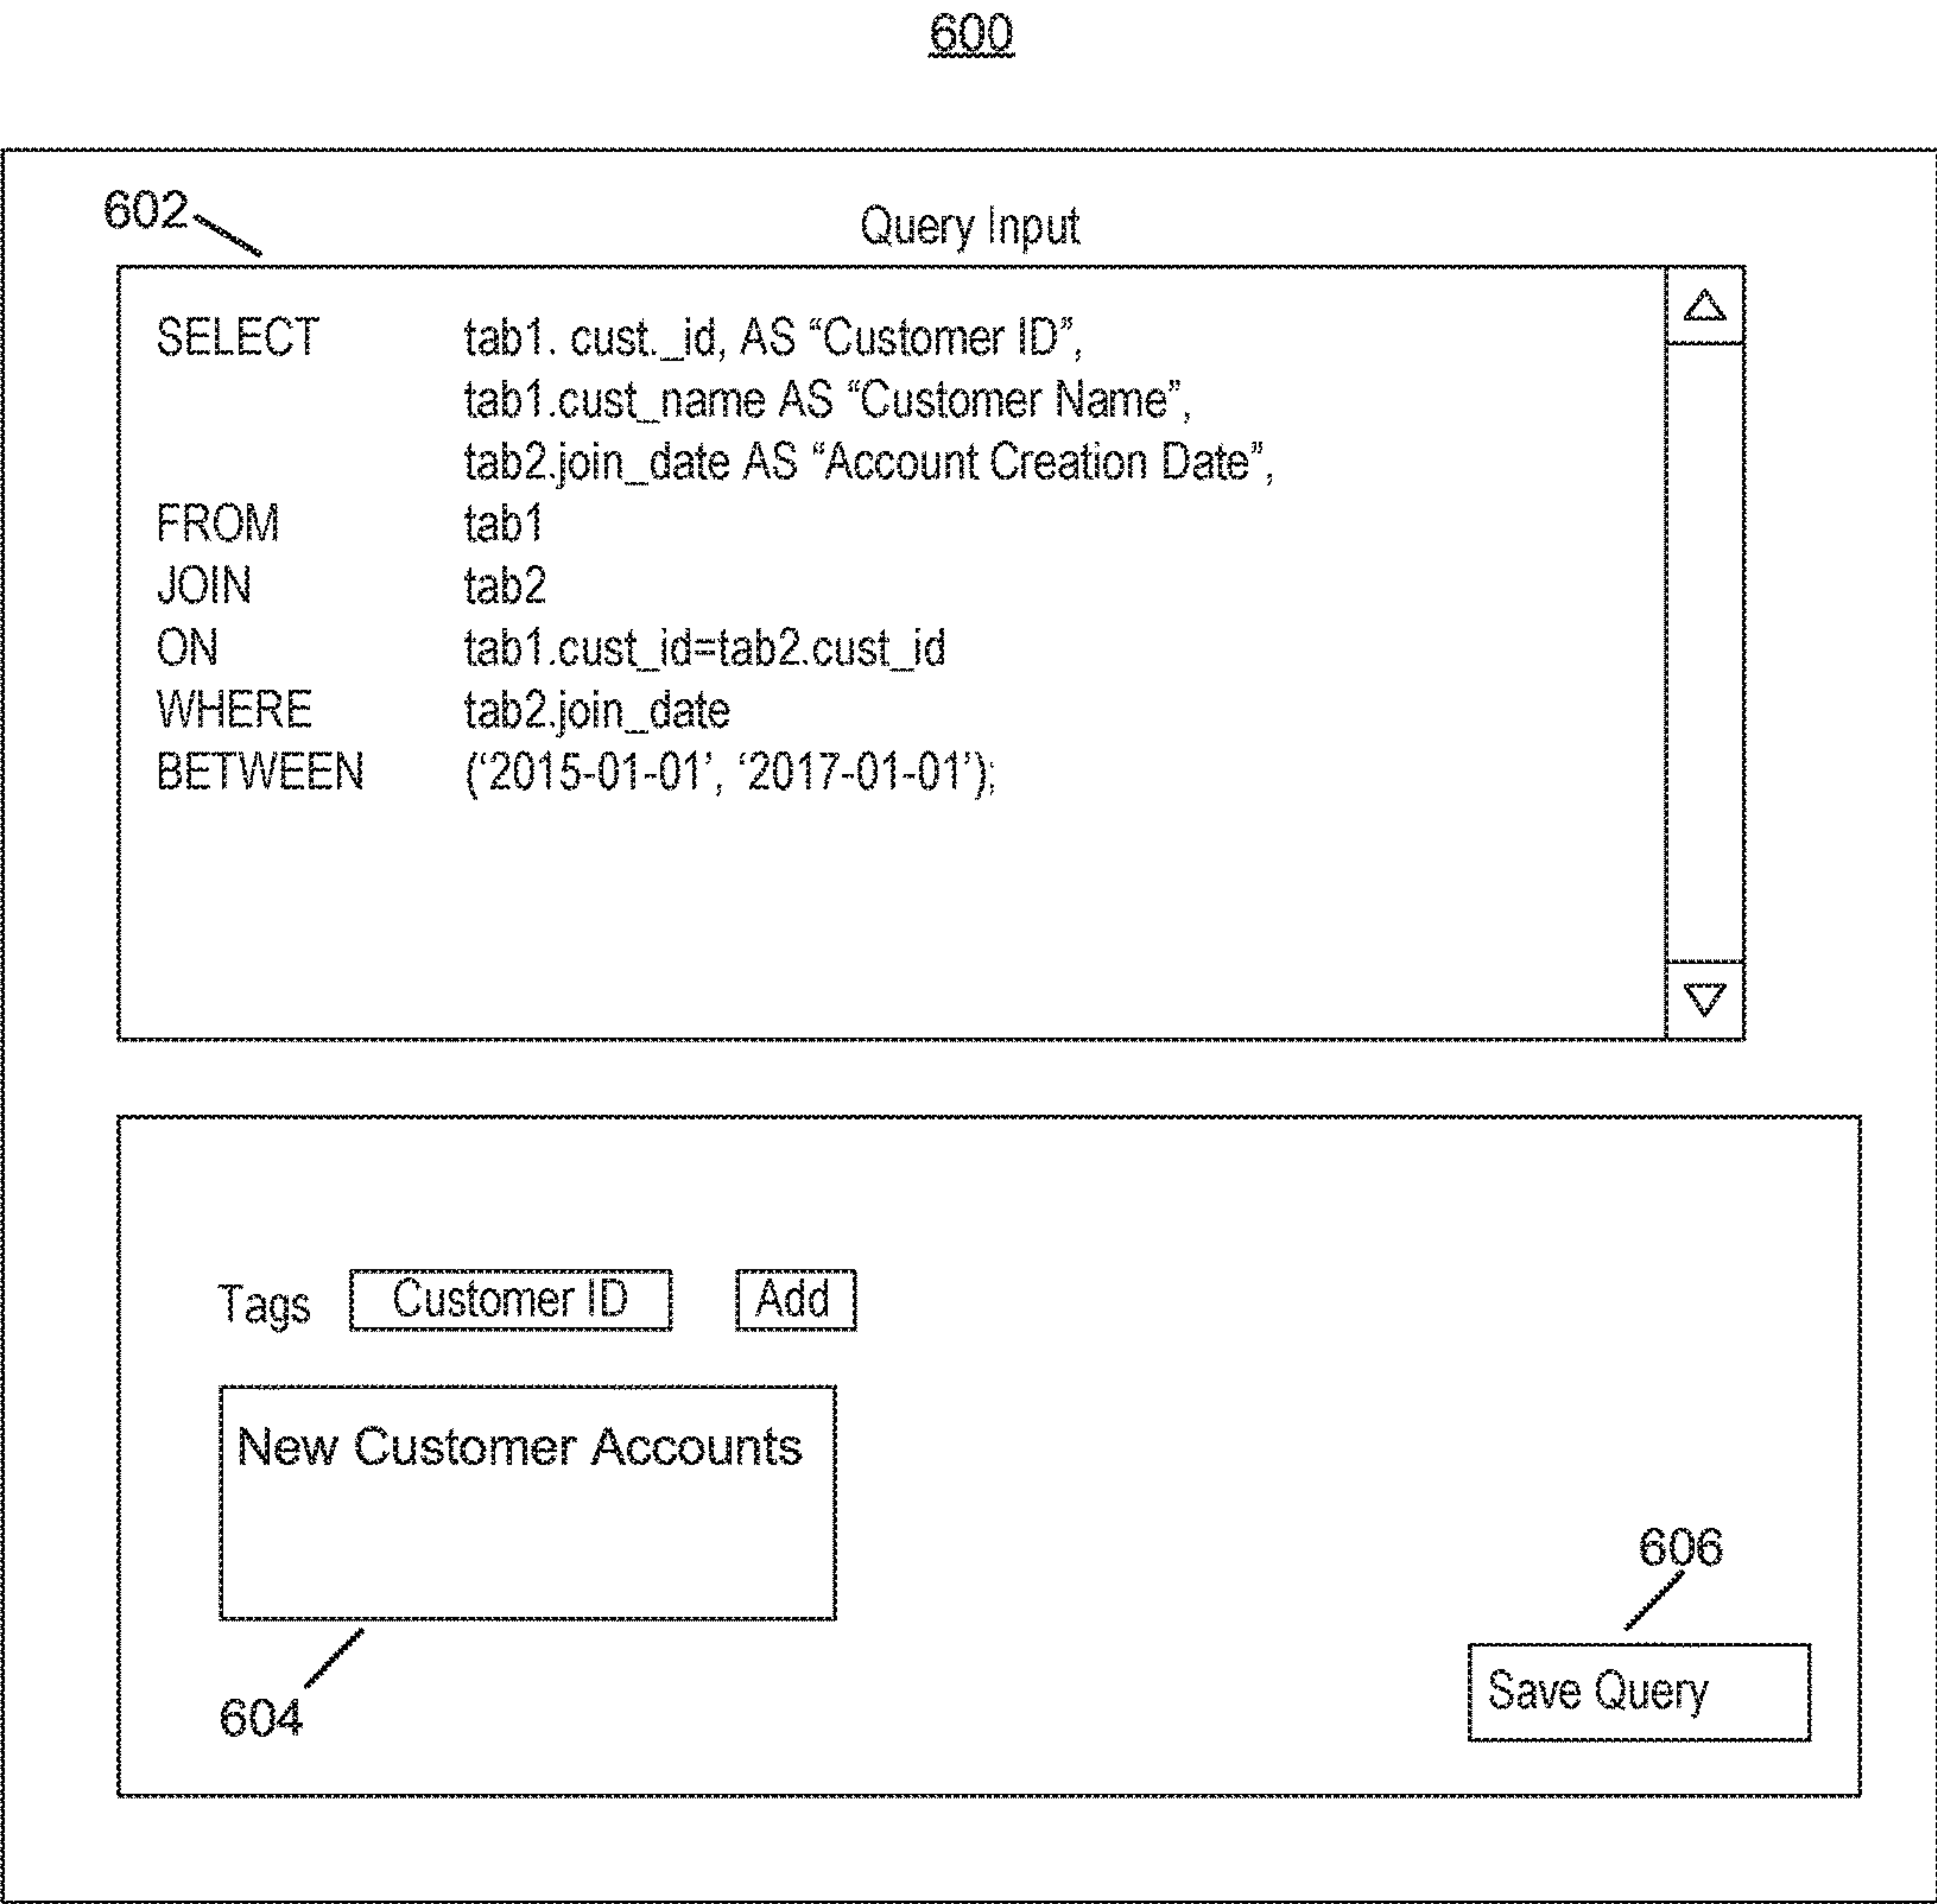 600
602
Query Input
SELECT tab1. cust._id, AS “Customer ID”,
tab1.cust_name AS “Customer Name”,
tab2.join_date AS “Account Creation Date”,
FROM tab1
JOIN tab2
ON tab1.cust_id=tab2.cust_id
WHERE tab2.join_date
BETWEEN (‘2015-01-01’, ‘2017-01-01’);
Tags Customer ID Add
New Customer Accounts
604
606
Save Query